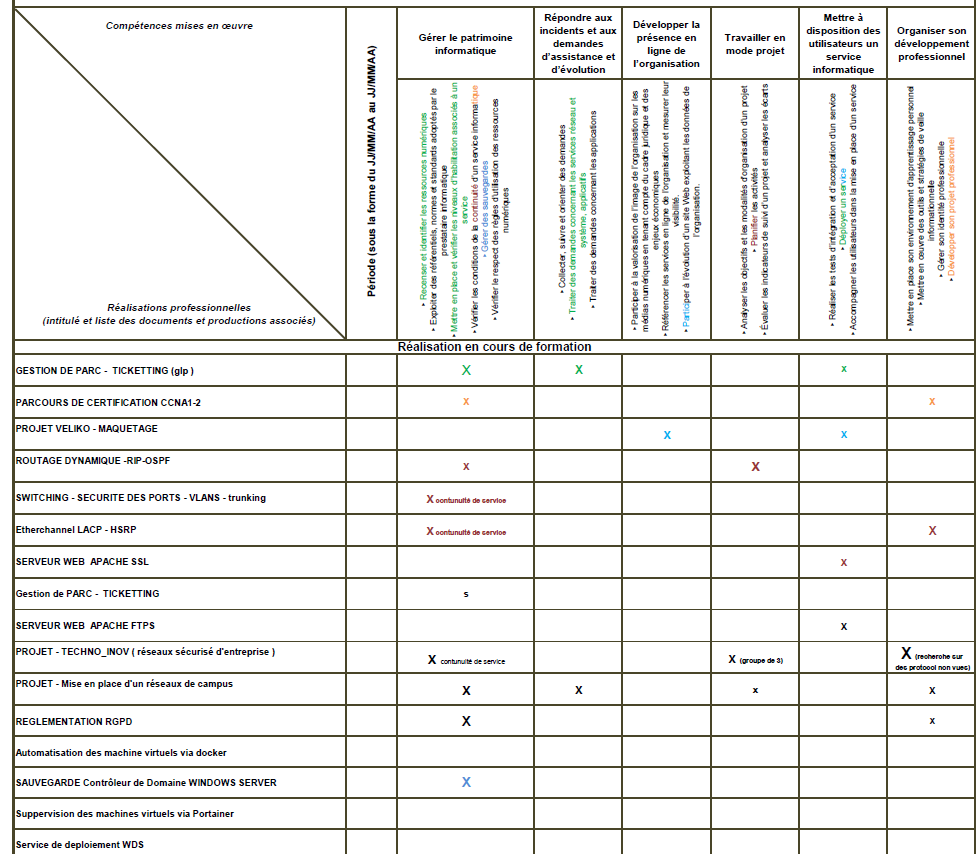 Compétences mises en œuvre
Réalisations professionnelles
(intitulé et liste des documents et productions associés)
Période (sous la forme du JJ/MM/AA au JJ/MM/AA)
Gérer le patrimoine
informatique
Répondre aux
incidents et aux
demandes
d'assistance et
d'évolution
Développer la
présence en
ligne de
l'organisation
Travailler en
mode projet
Mettre à
disposition des
utilisateurs un
service
informatique
Organiser son
développement
professionnel
‣ Recenser et identifier les ressources numériques
‣ Exploiter des référentiels, normes et standards adoptés par le
prestataire informatique
‣ Mettre en place et vérifier les niveaux d'habilitation associés à un
service
‣ Vérifier les conditions de la continuité d'un service informatique
‣ Gérer des sauvegardes
‣ Vérifier le respect des règles d'utilisation des ressources
numériques
‣ Collecter, suivre et orienter des demandes
‣ Traiter des demandes concernant les services réseau et
système, applicatifs
‣ Traiter des demandes concernant les applications
‣ Participer à la valorisation de l'image de l'organisation sur les
médias numériques en tenant compte du cadre juridique et des
enjeux économiques
‣ Référencer les services en ligne de l'organisation et mesurer leur
visibilité.
‣ Participer à l'évolution d'un site Web exploitant les données de
l'organisation.
‣ Analyser les objectifs et les modalités d'organisation d'un projet
‣ Planifier les activités
‣ Évaluer les indicateurs de suivi d'un projet et analyser les écarts
‣ Réaliser les tests d'intégration et d'acceptation d'un service
‣ Déployer un service
‣ Accompagner les utilisateurs dans la mise en place d'un service
‣ Mettre en place son environnement d'apprentissage personnel
‣ Mettre en œuvre des outils et stratégies de veille
informationnelle
‣ Gérer son identité professionnelle
‣ Développer son projet professionnel
Réalisation en cours de formation
GESTION DE PARC - TICKETTING (glp ) X X x
PARCOURS DE CERTIFICATION CCNA1-2 x x
PROJET VELIKO - MAQUETAGE X x
ROUTAGE DYNAMIQUE -RIP-OSPF x X
SWITCHING - SECURITE DES PORTS - VLANS - trunking X contunuité de service
Etherchannel LACP - HSRP X contunuité de service X
SERVEUR WEB APACHE SSL x
Gestion de PARC - TICKETTING s
SERVEUR WEB APACHE FTPS x
PROJET - TECHNO_INOV ( réseaux sécurisé d'entreprise ) X contunuité de service X (groupe de 3) X (recherche sur
des protocol non vues)
PROJET - Mise en place d'un réseaux de campus X X x x
REGLEMENTATION RGPD X x
Automatisation des machine virtuels via docker
SAUVEGARDE Contrôleur de Domaine WINDOWS SERVER X
Suppervision des machines virtuels via Portainer
Service de deploiement WDS